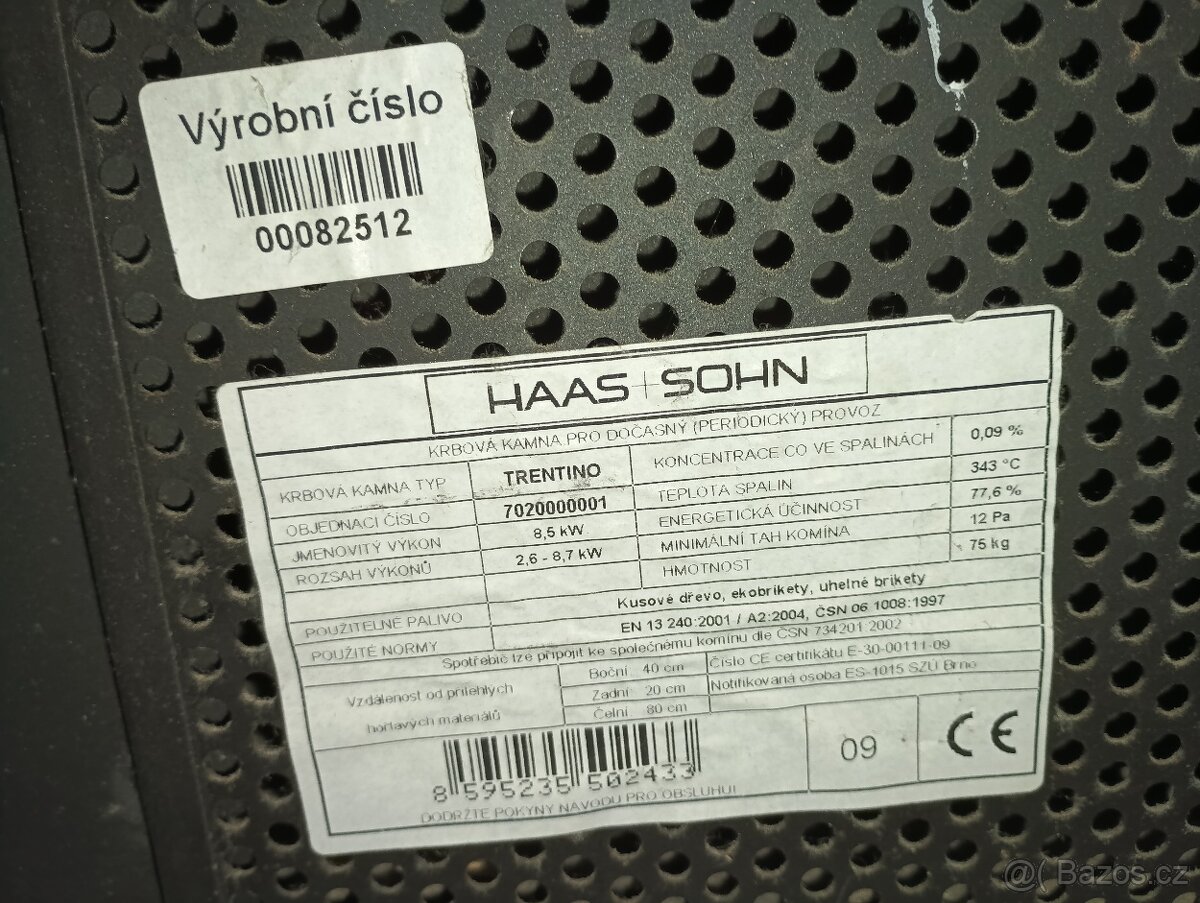 Výrobní číslo
00082512
HAAS+SOHN
KRBOVÁ KAMNA PRO DOČASNÝ (PERIODICKÝ) PROVOZ
KRBOVÁ KAMNA TYP TRENTINO
OBJEDNACÍ ČÍSLO 7020000001
JMENOVITÝ VÝKON 8,5 kW
ROZSAH VÝKONŮ 2,6 - 8,7 kW
KONCENTRACE CO VE SPALINÁCH 0,09 %
TEPLOTA SPALIN 343 °C
ENERGETICKÁ ÚČINNOST 77,6 %
MINIMÁLNÍ TAH KOMÍNA 12 Pa
HMOTNOST 75 kg
POUŽITELNÉ PALIVO Kusové dřevo, ekobrikety, uhelné brikety
POUŽITÉ NORMY EN 13 240:2001 / A2:2004, ČSN 06 1008:1997
Spotřebič lze připojit ke společnému komínu dle ČSN 734201 2002
Vzdálenost od přilehlých
hořlavých materiálů
Boční 40 cm
Zadní 20 cm
Čelní 80 cm
Číslo CE certifikátu E-30-00111-09
Notifikovaná osoba ES-1015 SZÚ Brno
8 595235 502433
09
CE
DODRŽTE POKYNY NÁVODU PRO OBSLUHU!
@( Bazos.cz